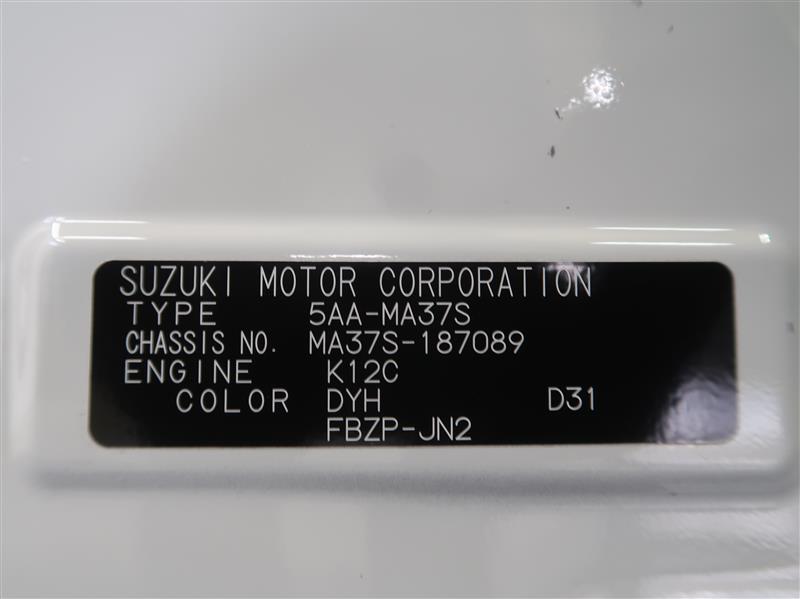 SUZUKI MOTOR CORPORATION
TYPE 5AA-MA37S
CHASSIS NO. MA37S-187089
ENGINE K12C
COLOR DYH D31
FBZP-JN2